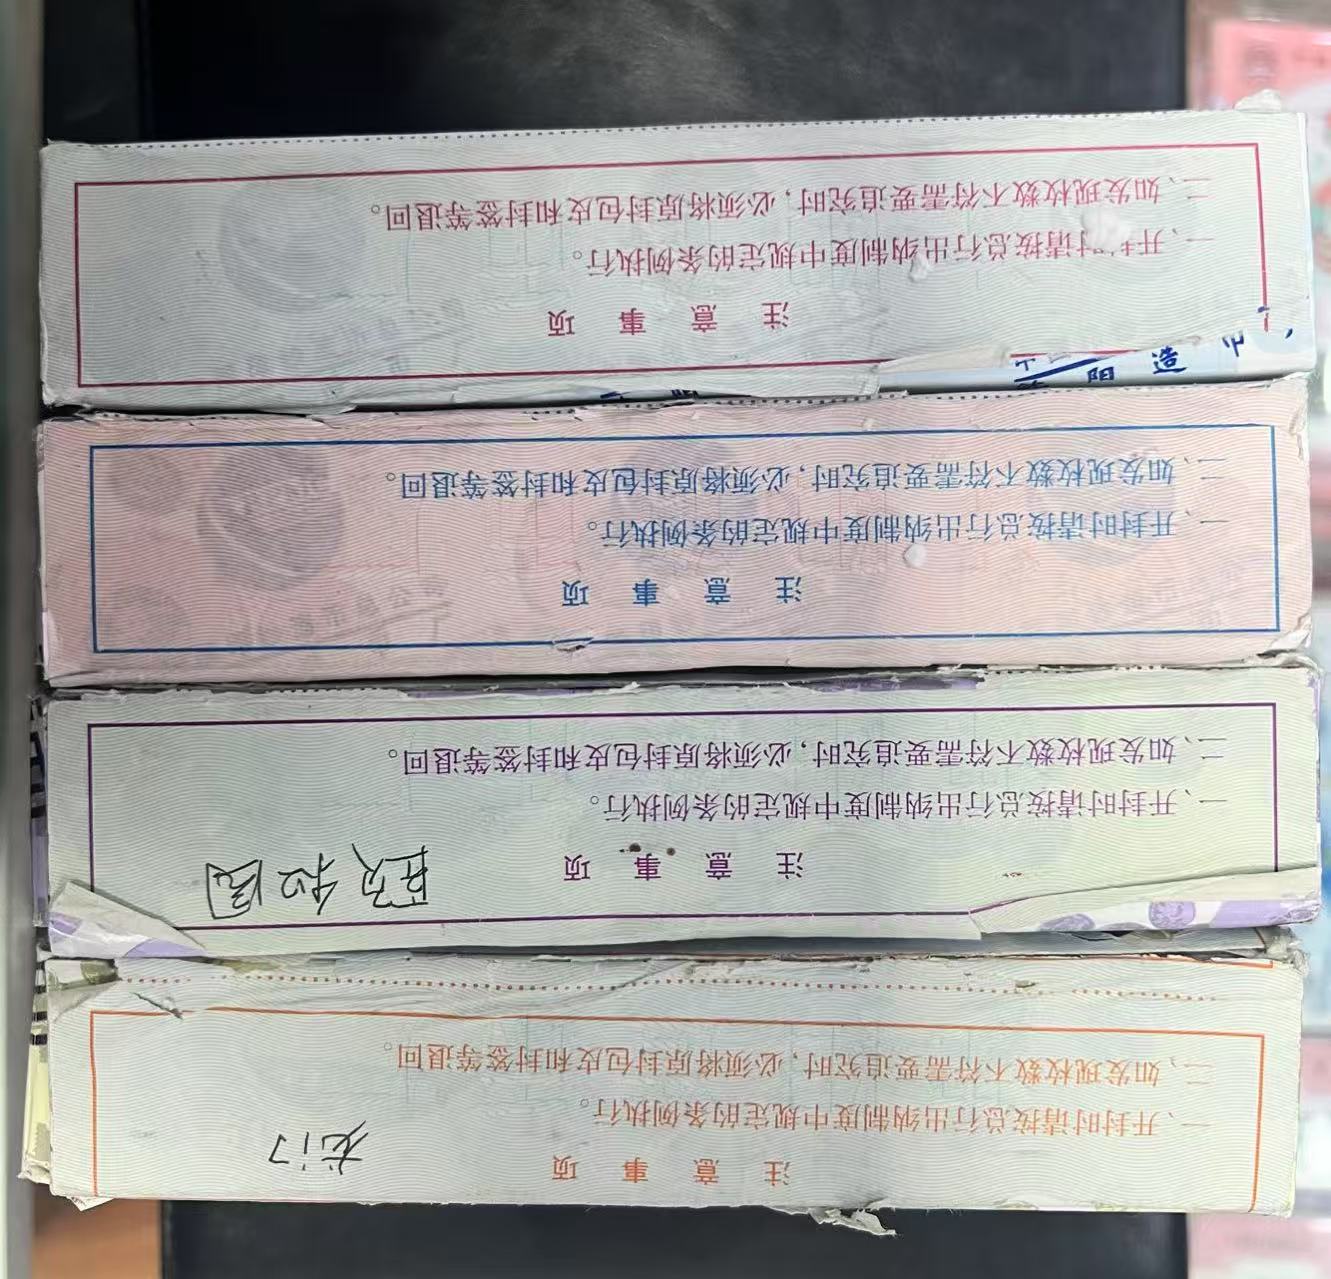 注意事项 龙门
一、开封时请按总行出纳制度中规定的条例执行。
二、如发现枚数不符需要追究时，必须将原封包皮和封签等退回。
注意事项 颐和园
一、开封时请按总行出纳制度中规定的条例执行。
二、如发现枚数不符需要追究时，必须将原封包皮和封签等退回。
注意事项
一、开封时请按总行出纳制度中规定的条例执行。
二、如发现枚数不符需要追究时，必须将原封包皮和封签等退回。
阳造
注意事项
一、开封时请按总行出纳制度中规定的条例执行。
二、如发现枚数不符需要追究时，必须将原封包皮和封签等退回。